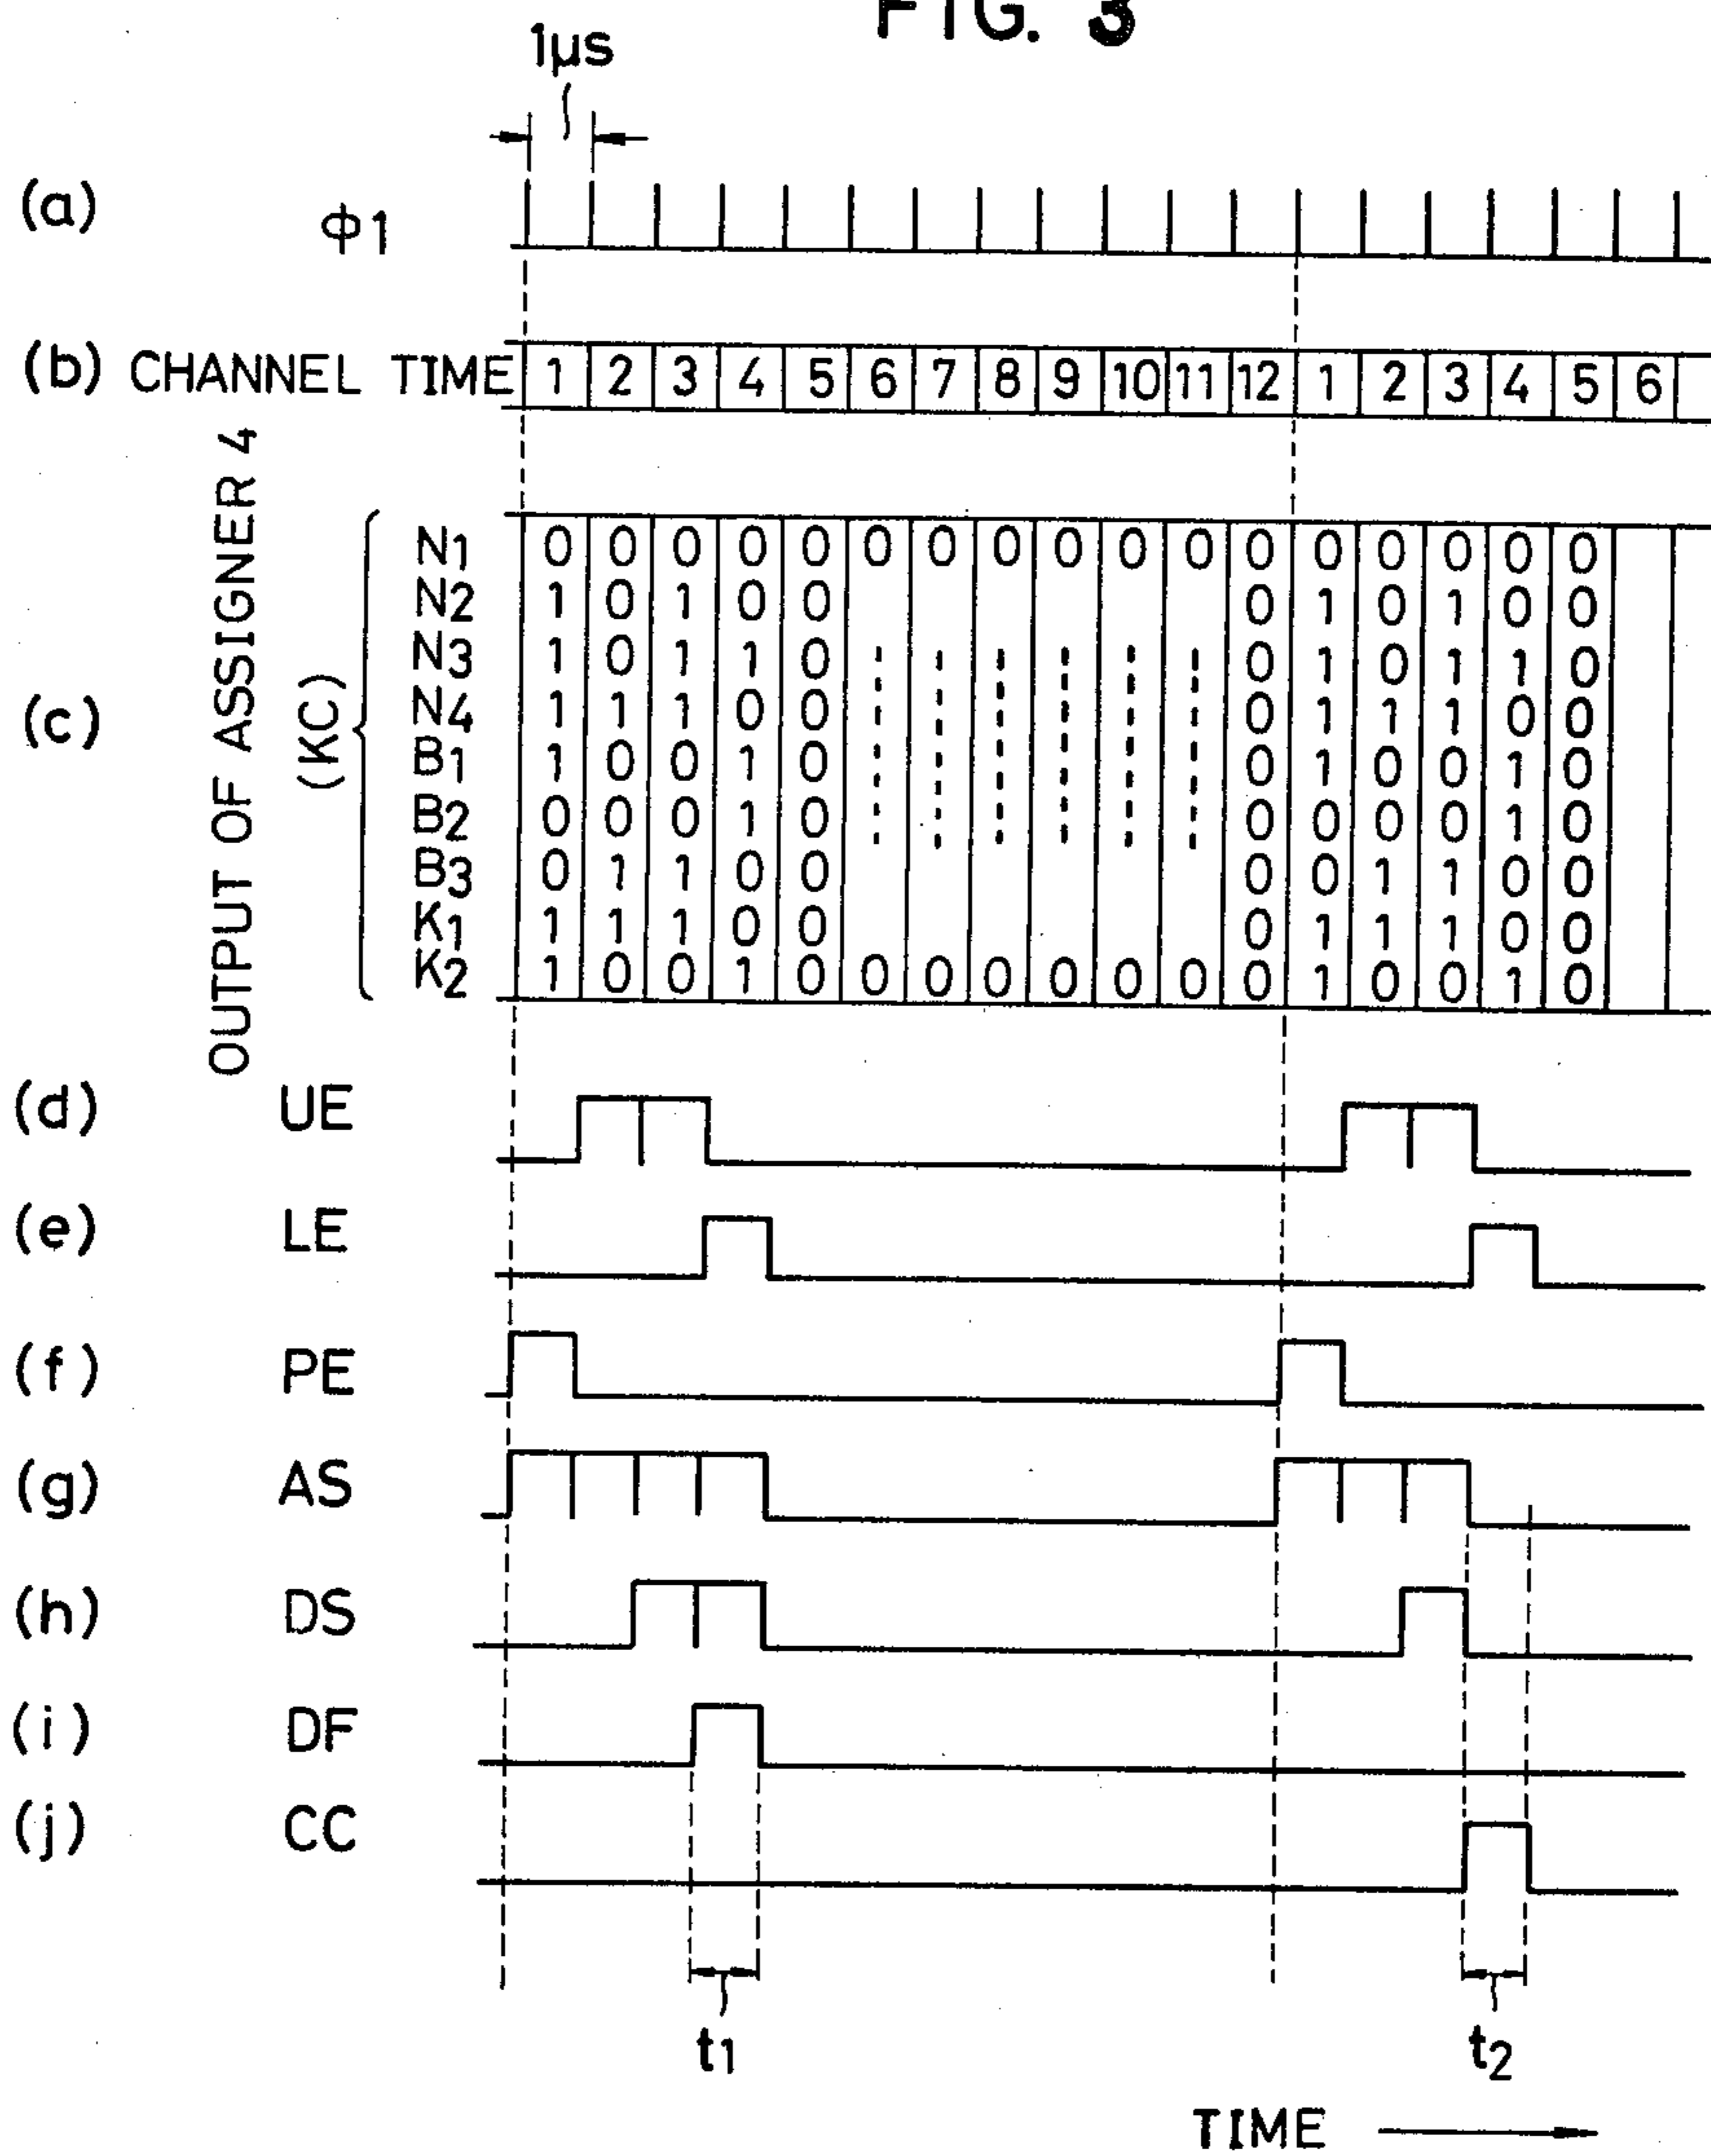 FIG. 3
1μs
(a) ϕ1
(b) CHANNEL TIME 1 2 3 4 5 6 7 8 9 10 11 12 1 2 3 4 5 6
(c) OUTPUT OF ASSIGNER 4
(KC)
N1 0 0 0 0 0 0 0 0 0 0 0 0 0 0 0 0 0
N2 1 0 1 0 0 0 1 0 1 0 0
N3 1 0 1 1 0 0 1 0 1 1 0
N4 1 1 1 0 0 0 1 1 1 0 0
B1 1 0 0 1 0 0 1 0 0 1 0
B2 0 0 0 1 0 0 0 0 0 1 0
B3 0 1 1 0 0 0 0 1 1 0 0
K1 1 1 1 0 0 0 1 1 1 0 0
K2 1 0 0 1 0 0 0 0 0 0 0 0 1 0 0 1 0
(d) UE
(e) LE
(f) PE
(g) AS
(h) DS
(i) DF
(j) CC
t1 t2
TIME